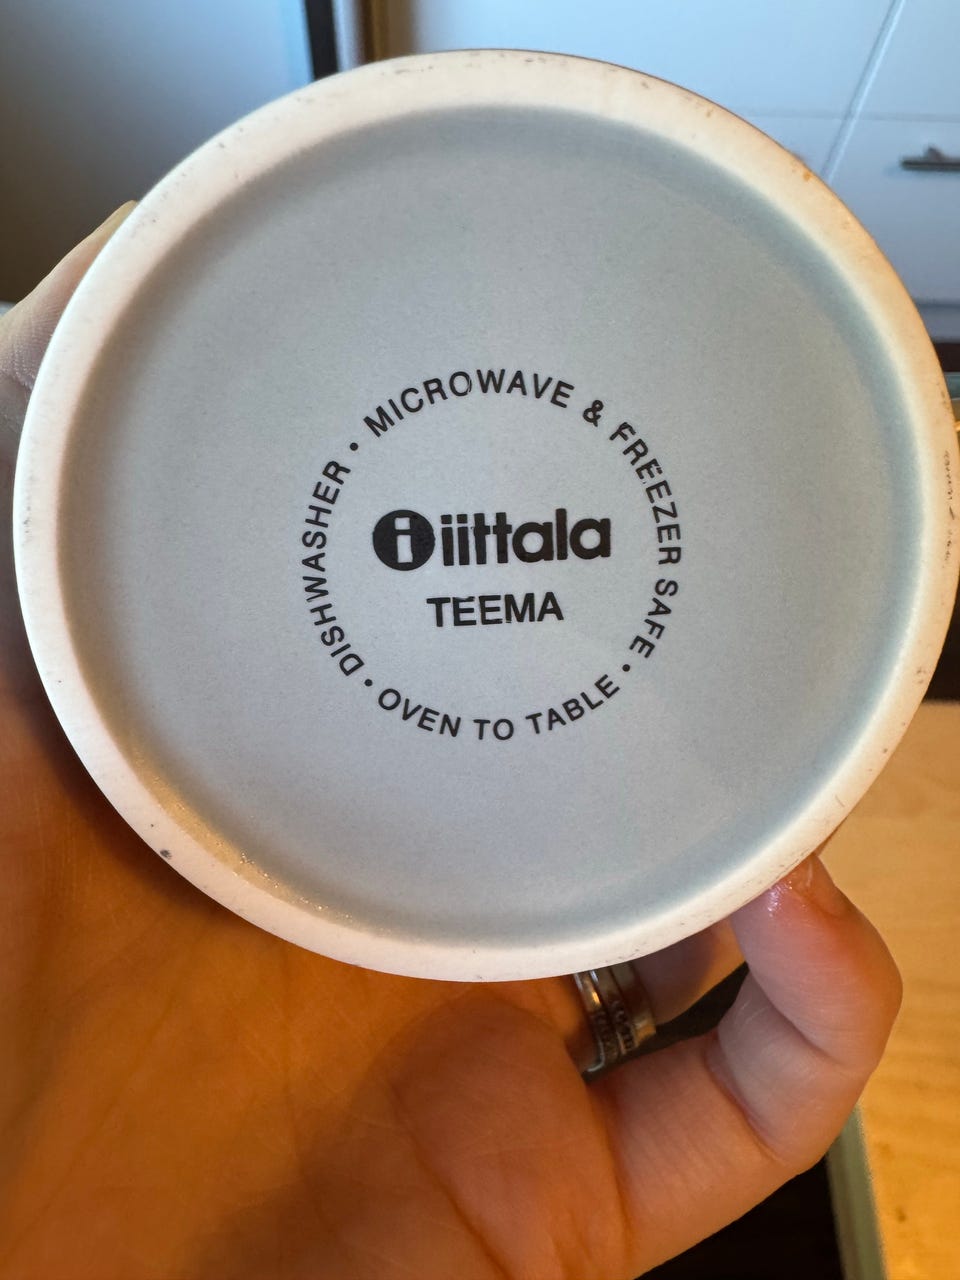 MICROWAVE & FREEZER SAFE • OVEN TO TABLE • DISHWASHER •
i iittala
TEEMA